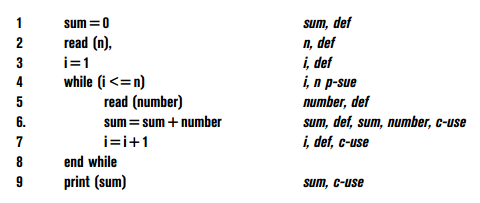 1 sum=0 sum, def
2 read (n), n, def
3 i=1 i, def
4 while (i <=n) i, n p-sue
5 read (number) number, def
6. sum=sum+number sum, def, sum, number, c-use
7 i=i+1 i, def, c-use
8 end while
9 print (sum) sum, c-use